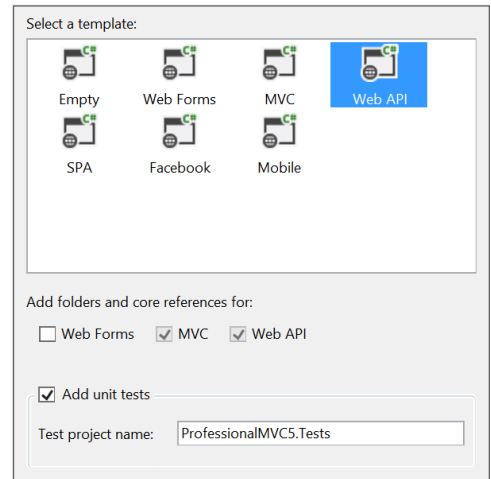 Select a template:
C# C# C# C#
Empty Web Forms MVC Web API
C# C# C#
SPA Facebook Mobile
Add folders and core references for:
Web Forms MVC Web API
Add unit tests
Test project name: ProfessionalMVC5.Tests